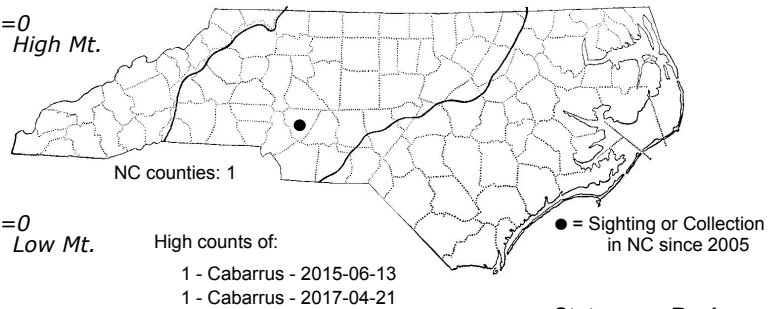 =0
High Mt.
NC counties: 1
=0
Low Mt.
High counts of:
1 - Cabarrus - 2015-06-13
1 - Cabarrus - 2017-04-21
● = Sighting or Collection
in NC since 2005